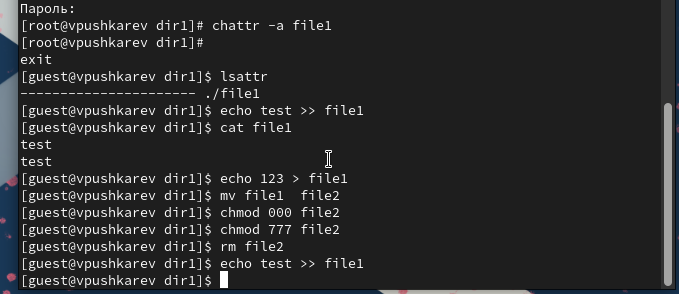 Пароль:
[root@vpushkarev dir1]# chattr -a file1
[root@vpushkarev dir1]#
exit
[guest@vpushkarev dir1]$ lsattr
---------------------- ./file1
[guest@vpushkarev dir1]$ echo test >> file1
[guest@vpushkarev dir1]$ cat file1
test
test
[guest@vpushkarev dir1]$ echo 123 > file1
[guest@vpushkarev dir1]$ mv file1  file2
[guest@vpushkarev dir1]$ chmod 000 file2
[guest@vpushkarev dir1]$ chmod 777 file2
[guest@vpushkarev dir1]$ rm file2
[guest@vpushkarev dir1]$ echo test >> file1
[guest@vpushkarev dir1]$